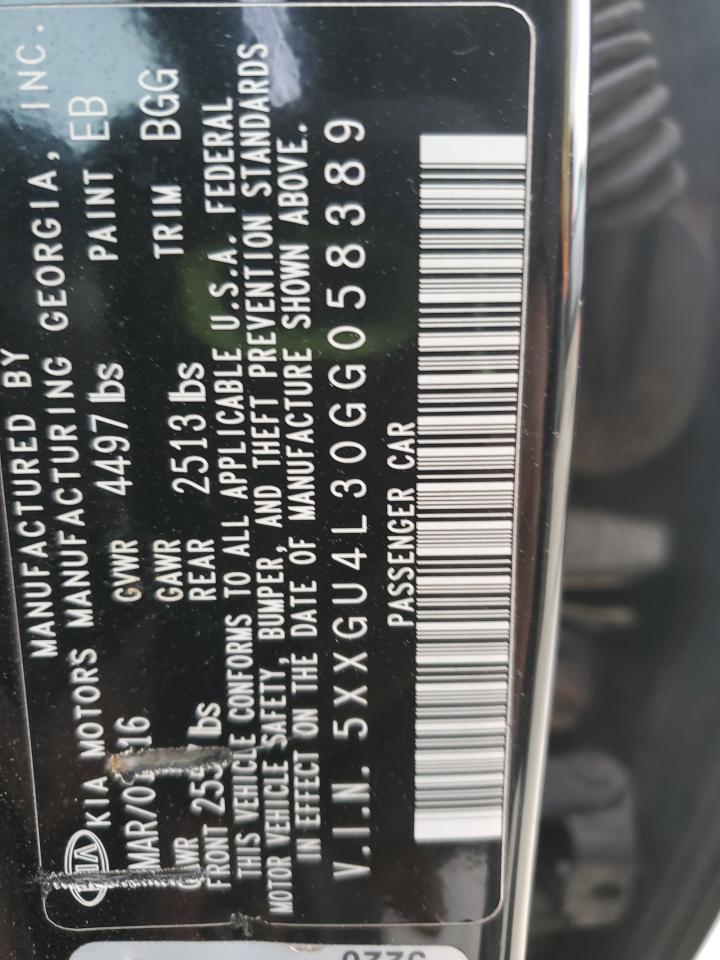 MANUFACTURED BY
KIA MOTORS MANUFACTURING GEORGIA, INC.
GVWR 4497 lbs PAINT EB
GAWR
REAR 2513 lbs TRIM BGG
FRONT lbs
THIS VEHICLE CONFORMS TO ALL APPLICABLE U.S.A. FEDERAL
MOTOR VEHICLE SAFETY, BUMPER, AND THEFT PREVENTION STANDARDS
IN EFFECT ON THE DATE OF MANUFACTURE SHOWN ABOVE.
V.I.N. 5XXGU4L30GG058389
PASSENGER CAR